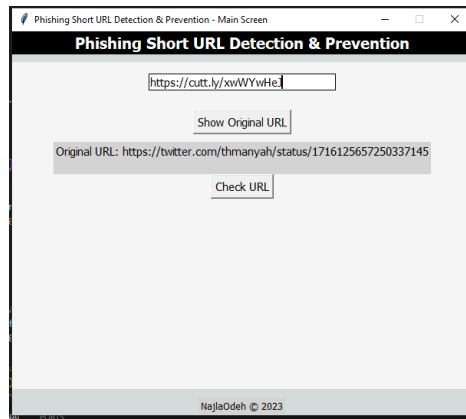 Phishing Short URL Detection & Prevention - Main Screen
Phishing Short URL Detection & Prevention
https://cutt.ly/xwWYwHeJ
Show Original URL
Original URL: https://twitter.com/thmanyah/status/1716125657250337145
Check URL
NajlaOdeh © 2023